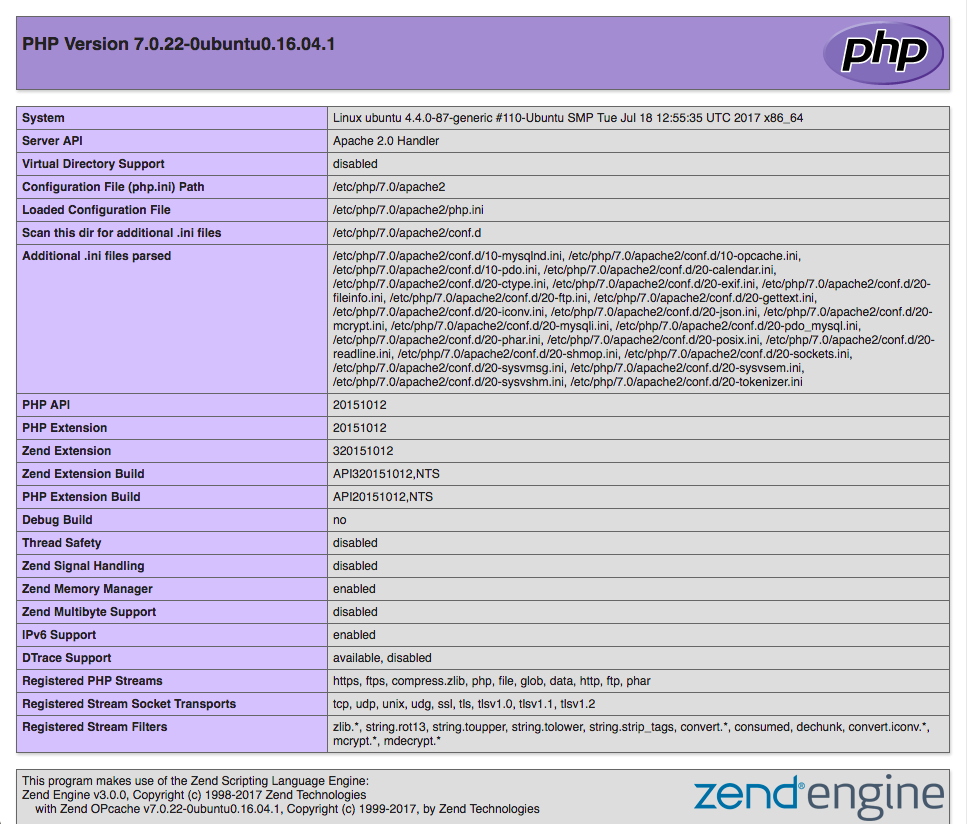 PHP Version 7.0.22-0ubuntu0.16.04.1
php
System Linux ubuntu 4.4.0-87-generic #110-Ubuntu SMP Tue Jul 18 12:55:35 UTC 2017 x86_64
Server API Apache 2.0 Handler
Virtual Directory Support disabled
Configuration File (php.ini) Path /etc/php/7.0/apache2
Loaded Configuration File /etc/php/7.0/apache2/php.ini
Scan this dir for additional .ini files /etc/php/7.0/apache2/conf.d
Additional .ini files parsed /etc/php/7.0/apache2/conf.d/10-mysqlnd.ini, /etc/php/7.0/apache2/conf.d/10-opcache.ini,
/etc/php/7.0/apache2/conf.d/10-pdo.ini, /etc/php/7.0/apache2/conf.d/20-calendar.ini,
/etc/php/7.0/apache2/conf.d/20-ctype.ini, /etc/php/7.0/apache2/conf.d/20-exif.ini, /etc/php/7.0/apache2/conf.d/20-
fileinfo.ini, /etc/php/7.0/apache2/conf.d/20-ftp.ini, /etc/php/7.0/apache2/conf.d/20-gettext.ini,
/etc/php/7.0/apache2/conf.d/20-iconv.ini, /etc/php/7.0/apache2/conf.d/20-json.ini, /etc/php/7.0/apache2/conf.d/20-
mcrypt.ini, /etc/php/7.0/apache2/conf.d/20-mysqli.ini, /etc/php/7.0/apache2/conf.d/20-pdo_mysql.ini,
/etc/php/7.0/apache2/conf.d/20-phar.ini, /etc/php/7.0/apache2/conf.d/20-posix.ini, /etc/php/7.0/apache2/conf.d/20-
readline.ini, /etc/php/7.0/apache2/conf.d/20-shmop.ini, /etc/php/7.0/apache2/conf.d/20-sockets.ini,
/etc/php/7.0/apache2/conf.d/20-sysvmsg.ini, /etc/php/7.0/apache2/conf.d/20-sysvsem.ini,
/etc/php/7.0/apache2/conf.d/20-sysvshm.ini, /etc/php/7.0/apache2/conf.d/20-tokenizer.ini
PHP API 20151012
PHP Extension 20151012
Zend Extension 320151012
Zend Extension Build API320151012,NTS
PHP Extension Build API20151012,NTS
Debug Build no
Thread Safety disabled
Zend Signal Handling disabled
Zend Memory Manager enabled
Zend Multibyte Support disabled
IPv6 Support enabled
DTrace Support available, disabled
Registered PHP Streams https, ftps, compress.zlib, php, file, glob, data, http, ftp, phar
Registered Stream Socket Transports tcp, udp, unix, udg, ssl, tls, tlsv1.0, tlsv1.1, tlsv1.2
Registered Stream Filters zlib.*, string.rot13, string.toupper, string.tolower, string.strip_tags, convert.*, consumed, dechunk, convert.iconv.*,
mcrypt.*, mdecrypt.*
This program makes use of the Zend Scripting Language Engine:
Zend Engine v3.0.0, Copyright (c) 1998-2017 Zend Technologies
with Zend OPcache v7.0.22-0ubuntu0.16.04.1, Copyright (c) 1999-2017, by Zend Technologies
zend® engine